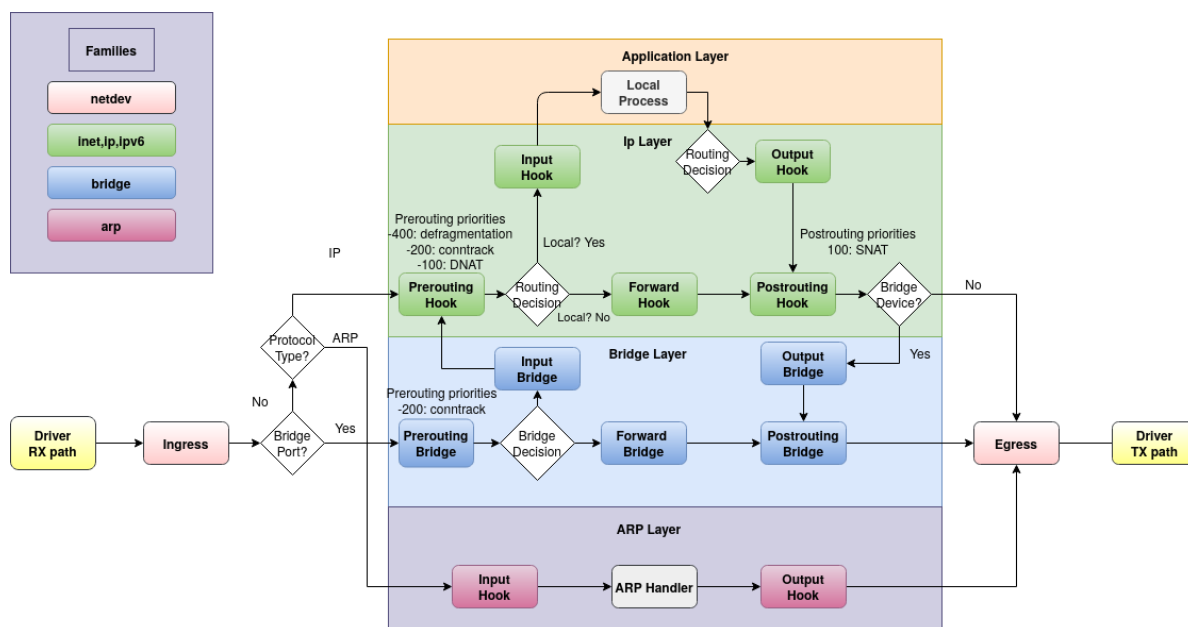 Families
netdev
inet,ip,ipv6
bridge
arp
Application Layer
Local
Process
Ip Layer
Input
Hook
Routing
Decision
Output
Hook
Prerouting priorities
-400: defragmentation
-200: conntrack
-100: DNAT
Local? Yes
Postrouting priorities
100: SNAT
IP
Prerouting
Hook
Routing
Decision
Local? No
Forward
Hook
Postrouting
Hook
Bridge
Device?
No
Yes
Protocol
Type?
ARP
No
Bridge Layer
Input
Bridge
Output
Bridge
Prerouting priorities
-200: conntrack
Driver
RX path
Ingress
Bridge
Port?
Yes
Prerouting
Bridge
Bridge
Decision
Forward
Bridge
Postrouting
Bridge
Egress
Driver
TX path
ARP Layer
Input
Hook
ARP Handler
Output
Hook